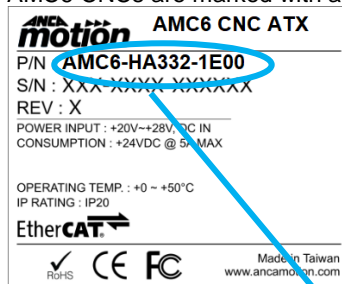 AMC6 CNCs are marked with a
ANCA motion AMC6 CNC ATX
P/N : AMC6-HA332-1E00
S/N : XXX-XXXX-XXXXXX
REV : X
POWER INPUT : +20V~+28V, DC IN
CONSUMPTION : +24VDC @ 5A MAX
OPERATING TEMP. : +0 ~ +50°C
IP RATING : IP20
EtherCAT
RoHS CE FC
Made in Taiwan
www.ancamotion.com